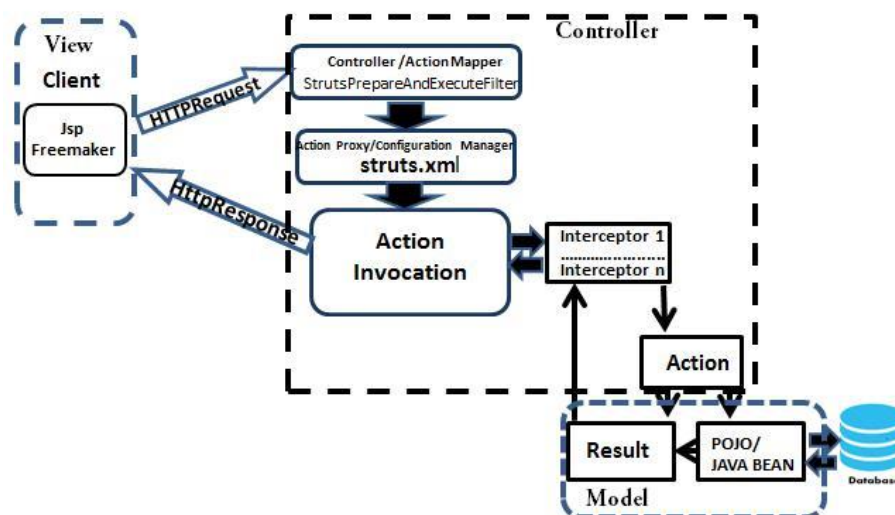 View
Client
Jsp
Freemaker
HTTPRequest
HttpResponse
Controller
Controller /Action Mapper
StrutsPrepareAndExecuteFilter
Action Proxy/Configuration Manager
struts.xml
Action
Invocation
Interceptor 1
........................
Interceptor n
Action
Result
POJO/
JAVA BEAN
Model
Database